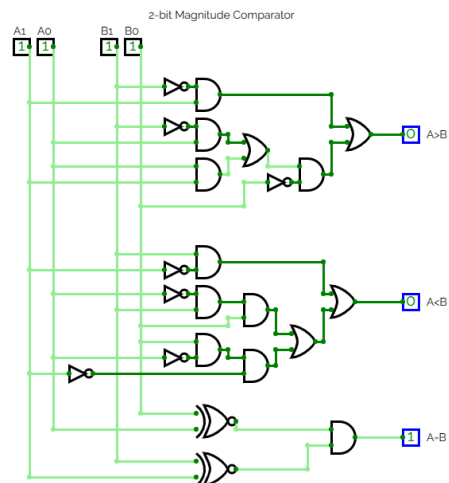 2-bit Magnitude Comparator
A1 A0 B1 B0
1 1 1 1
0 A>B
0 A<B
1 A-B